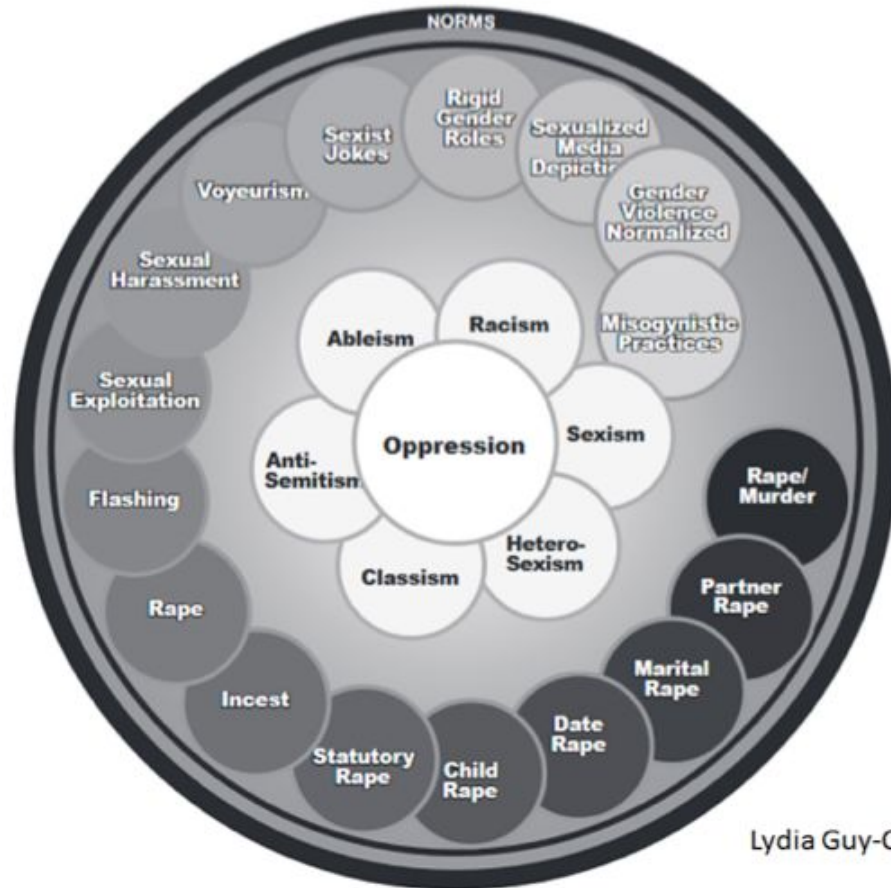 NORMS
Rigid
Gender
Roles
Sexist
Jokes
Sexualized
Media
Voyeurism
Gender
Violence
Normalized
Sexual
Harassment
Misogynistic
Practices
Sexual
Exploitation
Flashing
Rape
Incest
Statutory
Rape
Child
Rape
Date
Rape
Marital
Rape
Partner
Rape
Rape/
Murder
Ableism
Racism
Oppression
Sexism
Anti-
Semitism
Classism
Hetero-
Sexism
Lydia